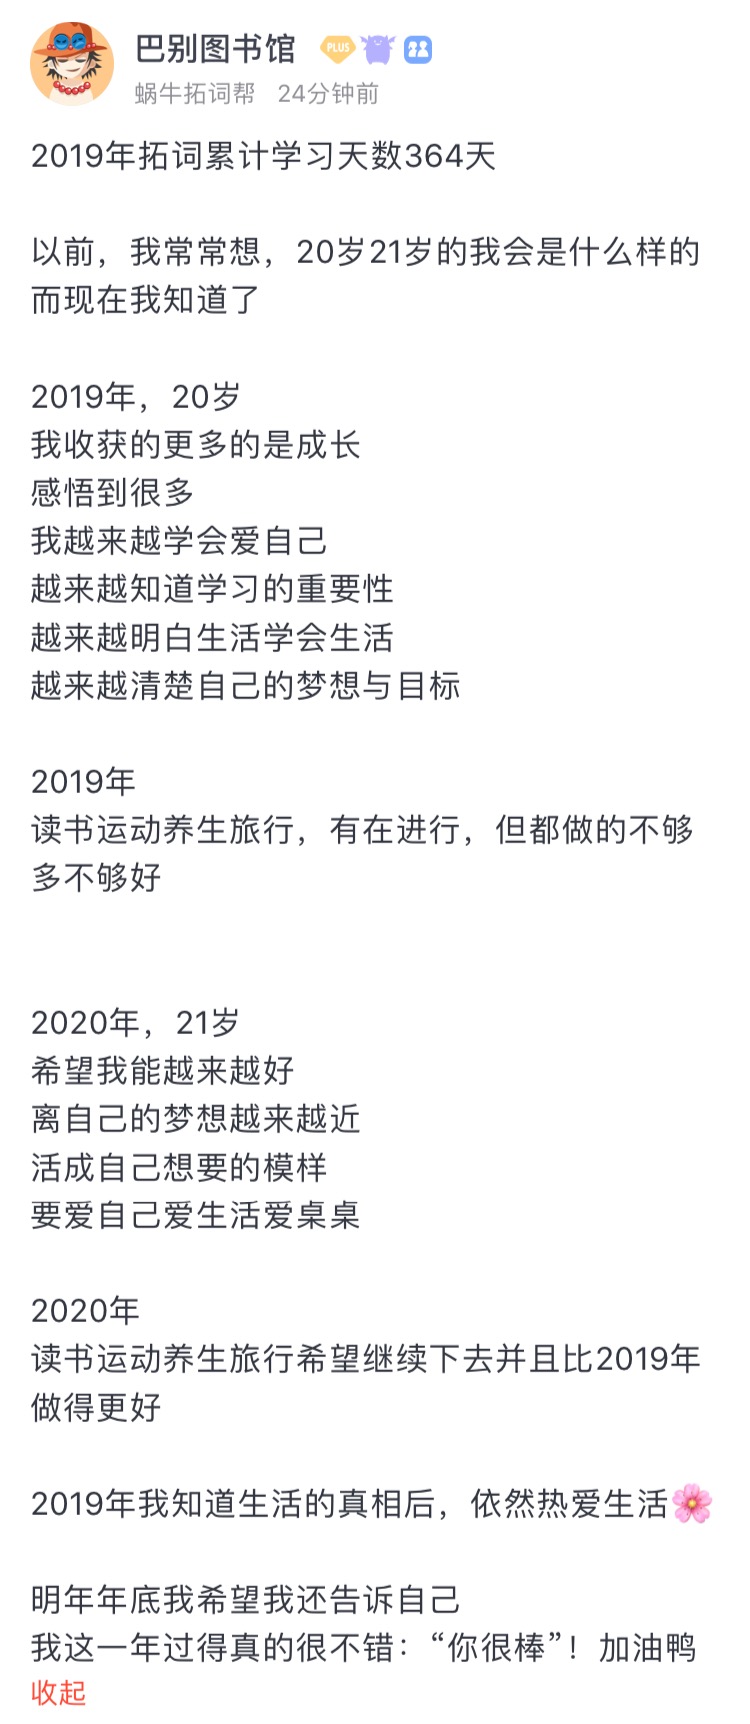 巴别图书馆 PLUS
蜗牛拓词帮 24分钟前
2019年拓词累计学习天数364天
以前，我常常想，20岁21岁的我会是什么样的
而现在我知道了
2019年，20岁
我收获的更多的是成长
感悟到很多
我越来越学会爱自己
越来越知道学习的重要性
越来越明白生活学会生活
越来越清楚自己的梦想与目标
2019年
读书运动养生旅行，有在进行，但都做的不够
多不够好
2020年，21岁
希望我能越来越好
离自己的梦想越来越近
活成自己想要的模样
要爱自己爱生活爱桌桌
2020年
读书运动养生旅行希望继续下去并且比2019年
做得更好
2019年我知道生活的真相后，依然热爱生活🌸
明年年底我希望我还告诉自己
我这一年过得真的很不错：“你很棒”！加油鸭
收起